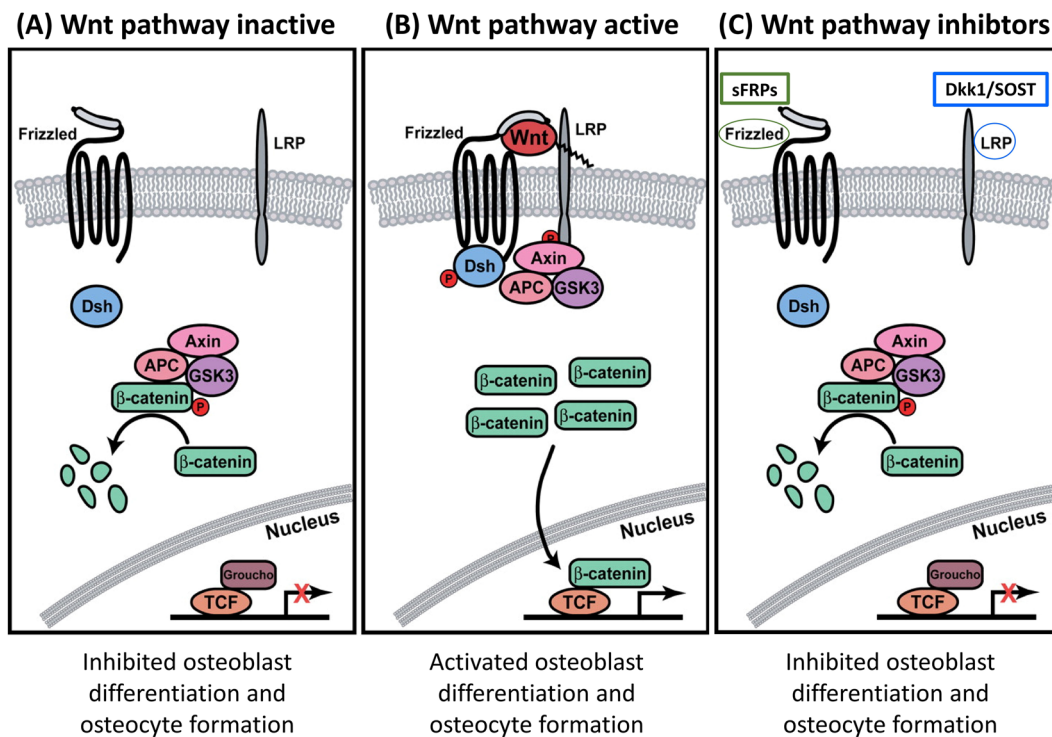 (A) Wnt pathway inactive
Frizzled
LRP
Dsh
Axin
APC
GSK3
β-catenin
P
β-catenin
Nucleus
Groucho
TCF
X
Inhibited osteoblast
differentiation and
osteocyte formation
(B) Wnt pathway active
Frizzled
Wnt
LRP
P
Dsh
P
Axin
APC
GSK3
β-catenin
β-catenin
β-catenin
β-catenin
Nucleus
β-catenin
TCF
Activated osteoblast
differentiation and
osteocyte formation
(C) Wnt pathway inhibtors
sFRPs
Dkk1/SOST
Frizzled
LRP
Dsh
Axin
APC
GSK3
β-catenin
P
β-catenin
Nucleus
Groucho
TCF
X
Inhibited osteoblast
differentiation and
osteocyte formation